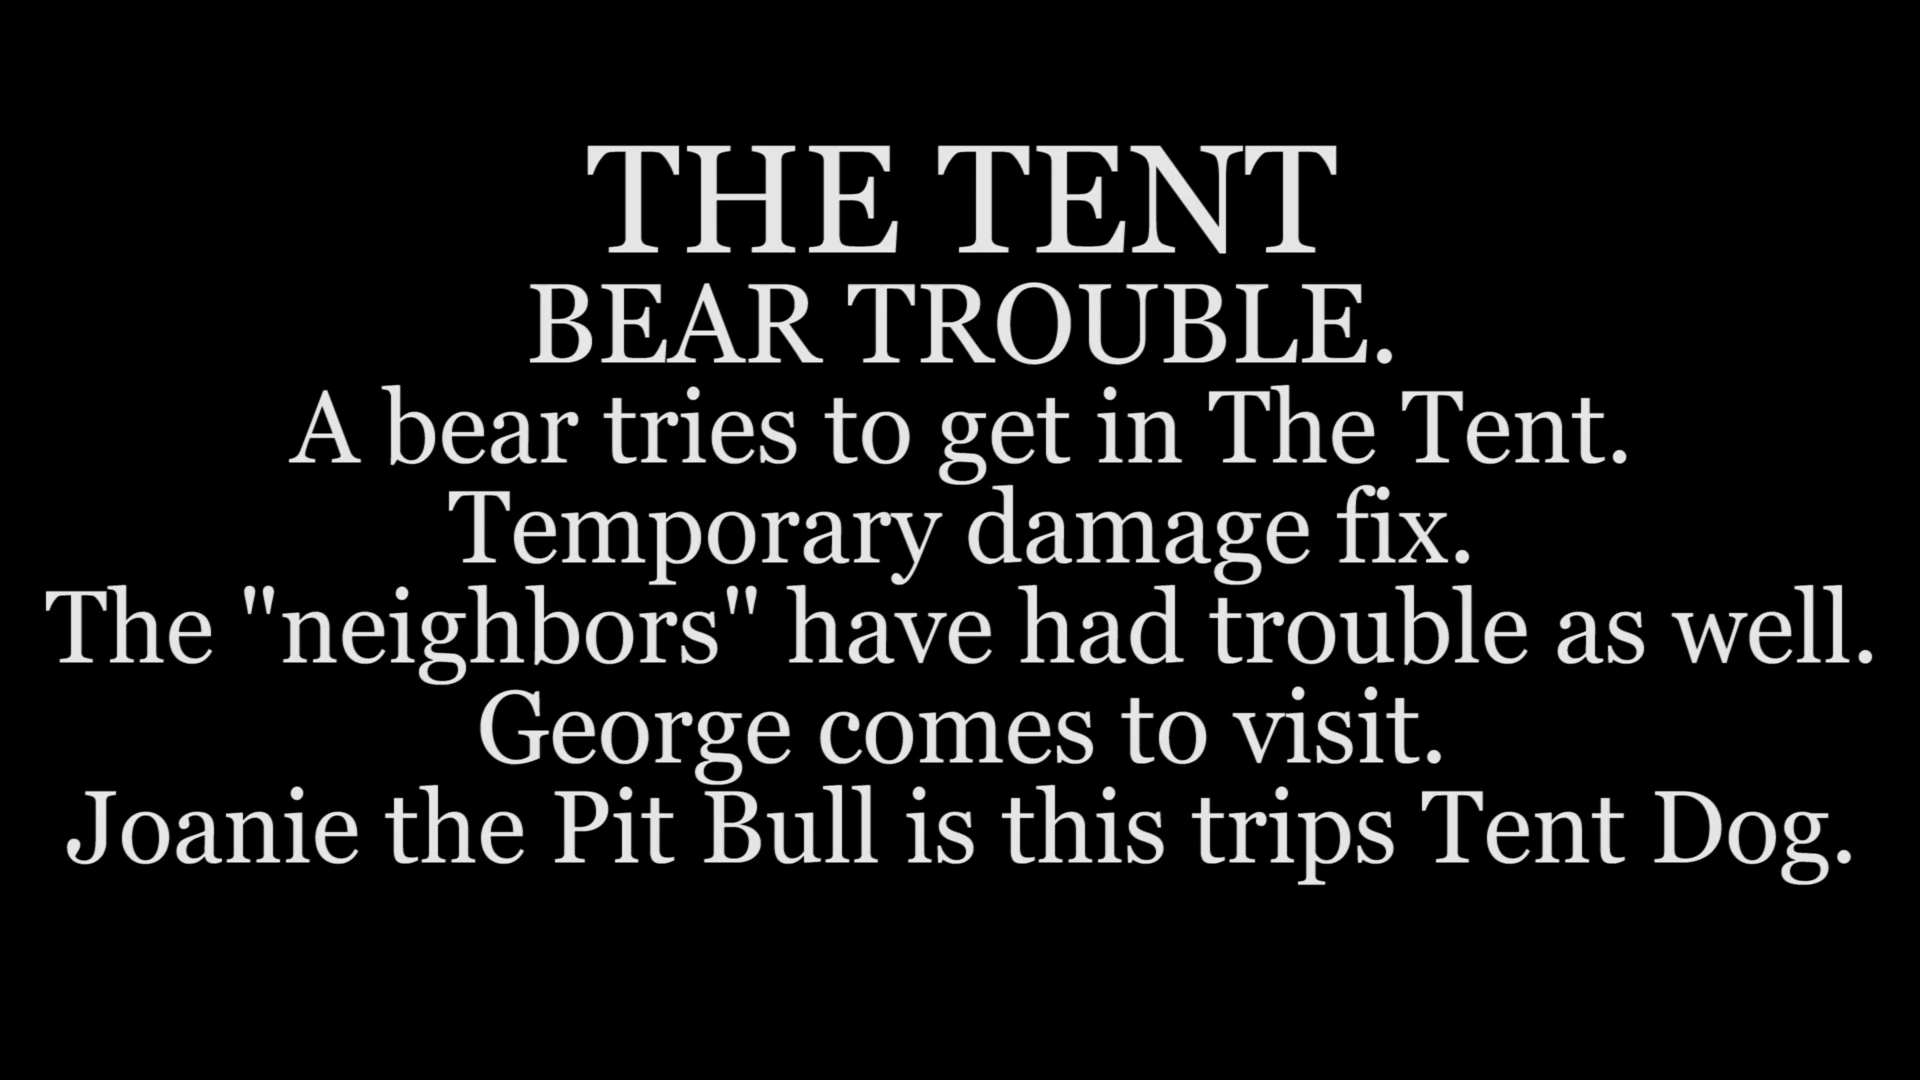 THE TENT
BEAR TROUBLE.
A bear tries to get in The Tent.
Temporary damage fix.
The "neighbors" have had trouble as well.
George comes to visit.
Joanie the Pit Bull is this trips Tent Dog.